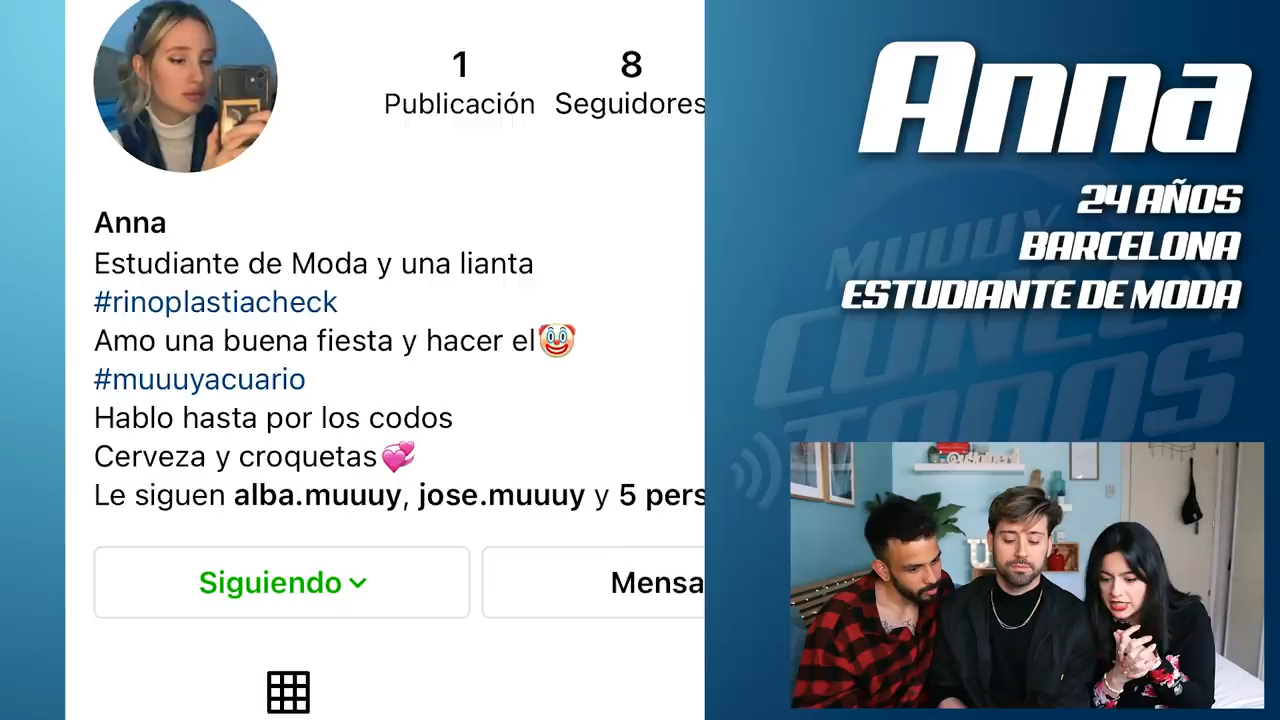 1
8
Publicación
Seguidores
Anna
Estudiante de Moda y una lianta
#rinoplastiacheck
Amo una buena fiesta y hacer el🤡
#muuuyacuario
Hablo hasta por los codos
Cerveza y croquetas💞
Le siguen alba.muuuy, jose.muuuy y 5 pers
Siguiendo
Mensa
Anna
24 AÑOS
BARCELONA
ESTUDIANTE DE MODA
MUUUY
TODOS
U